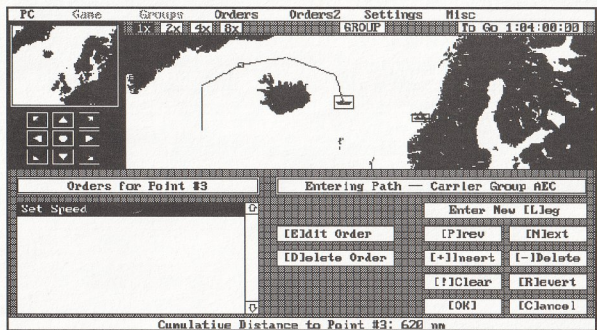 PC Game Groups Orders Orders2 Settings Misc
1x 2x 4x 8x GROUP To Go 1:04:00:00
Orders for Point #3
Entering Path — Carrier Group AEC
Set Speed
Enter New [L]eg
[E]dit Order
[P]rev
[N]ext
[D]elete Order
[+]Insert
[-]Delete
[!]Clear
[R]evert
[OK]
[C]ancel
Cumulative Distance to Point #3: 620 nm